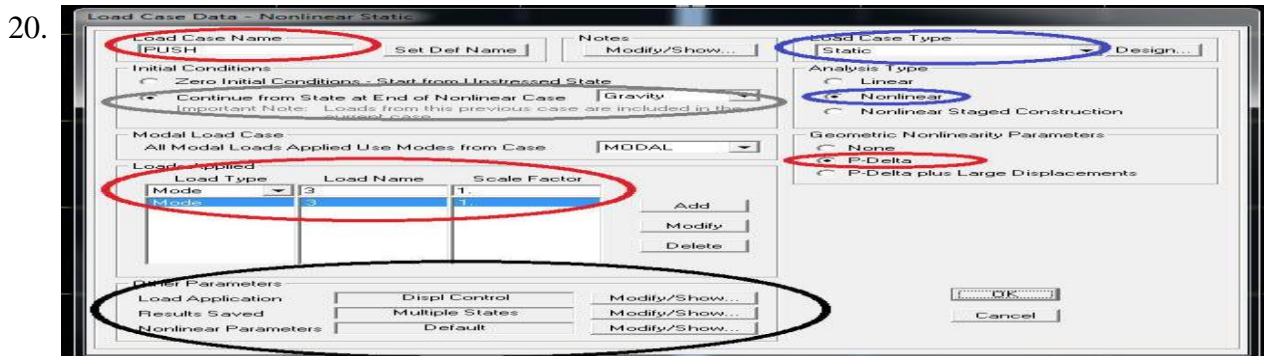 20.
Load Case Data - Nonlinear Static
Load Case Name
PUSH
Set Def Name
Notes
Modify/Show...
Load Case Type
Static
Design...
Initial Conditions
Zero Initial Conditions - Start from Unstressed State
Continue from State at End of Nonlinear Case
Gravity
Important Note: Loads from this previous case are included in the
current case
Analysis Type
Linear
Nonlinear
Nonlinear Staged Construction
Modal Load Case
All Modal Loads Applied Use Modes from Case
MODAL
Geometric Nonlinearity Parameters
None
P-Delta
P-Delta plus Large Displacements
Loads Applied
Load Type Load Name Scale Factor
Mode 3 1.
Mode 3 1.
Add
Modify
Delete
Other Parameters
Load Application Displ Control Modify/Show...
Results Saved Multiple States Modify/Show...
Nonlinear Parameters Default Modify/Show...
OK
Cancel